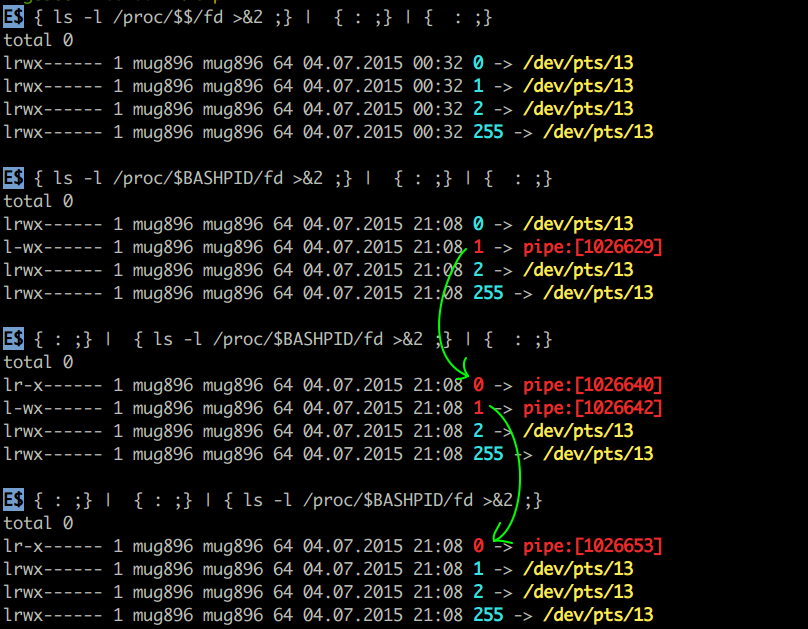 E$ { ls -l /proc/$$/fd >&2 ;} |  { : ;} | {  : ;}
total 0
lrwx------ 1 mug896 mug896 64 04.07.2015 00:32 0 -> /dev/pts/13
lrwx------ 1 mug896 mug896 64 04.07.2015 00:32 1 -> /dev/pts/13
lrwx------ 1 mug896 mug896 64 04.07.2015 00:32 2 -> /dev/pts/13
lrwx------ 1 mug896 mug896 64 04.07.2015 00:32 255 -> /dev/pts/13
E$ { ls -l /proc/$BASHPID/fd >&2 ;} |  { : ;} | {  : ;}
total 0
lrwx------ 1 mug896 mug896 64 04.07.2015 21:08 0 -> /dev/pts/13
l-wx------ 1 mug896 mug896 64 04.07.2015 21:08 1 -> pipe:[1026629]
lrwx------ 1 mug896 mug896 64 04.07.2015 21:08 2 -> /dev/pts/13
lrwx------ 1 mug896 mug896 64 04.07.2015 21:08 255 -> /dev/pts/13
E$ { : ;} |  { ls -l /proc/$BASHPID/fd >&2 ;} | {  : ;}
total 0
lr-x------ 1 mug896 mug896 64 04.07.2015 21:08 0 -> pipe:[1026640]
l-wx------ 1 mug896 mug896 64 04.07.2015 21:08 1 -> pipe:[1026642]
lrwx------ 1 mug896 mug896 64 04.07.2015 21:08 2 -> /dev/pts/13
lrwx------ 1 mug896 mug896 64 04.07.2015 21:08 255 -> /dev/pts/13
E$ { : ;} |  { : ;} | { ls -l /proc/$BASHPID/fd >&2 ;}
total 0
lr-x------ 1 mug896 mug896 64 04.07.2015 21:08 0 -> pipe:[1026653]
lrwx------ 1 mug896 mug896 64 04.07.2015 21:08 1 -> /dev/pts/13
lrwx------ 1 mug896 mug896 64 04.07.2015 21:08 2 -> /dev/pts/13
lrwx------ 1 mug896 mug896 64 04.07.2015 21:08 255 -> /dev/pts/13